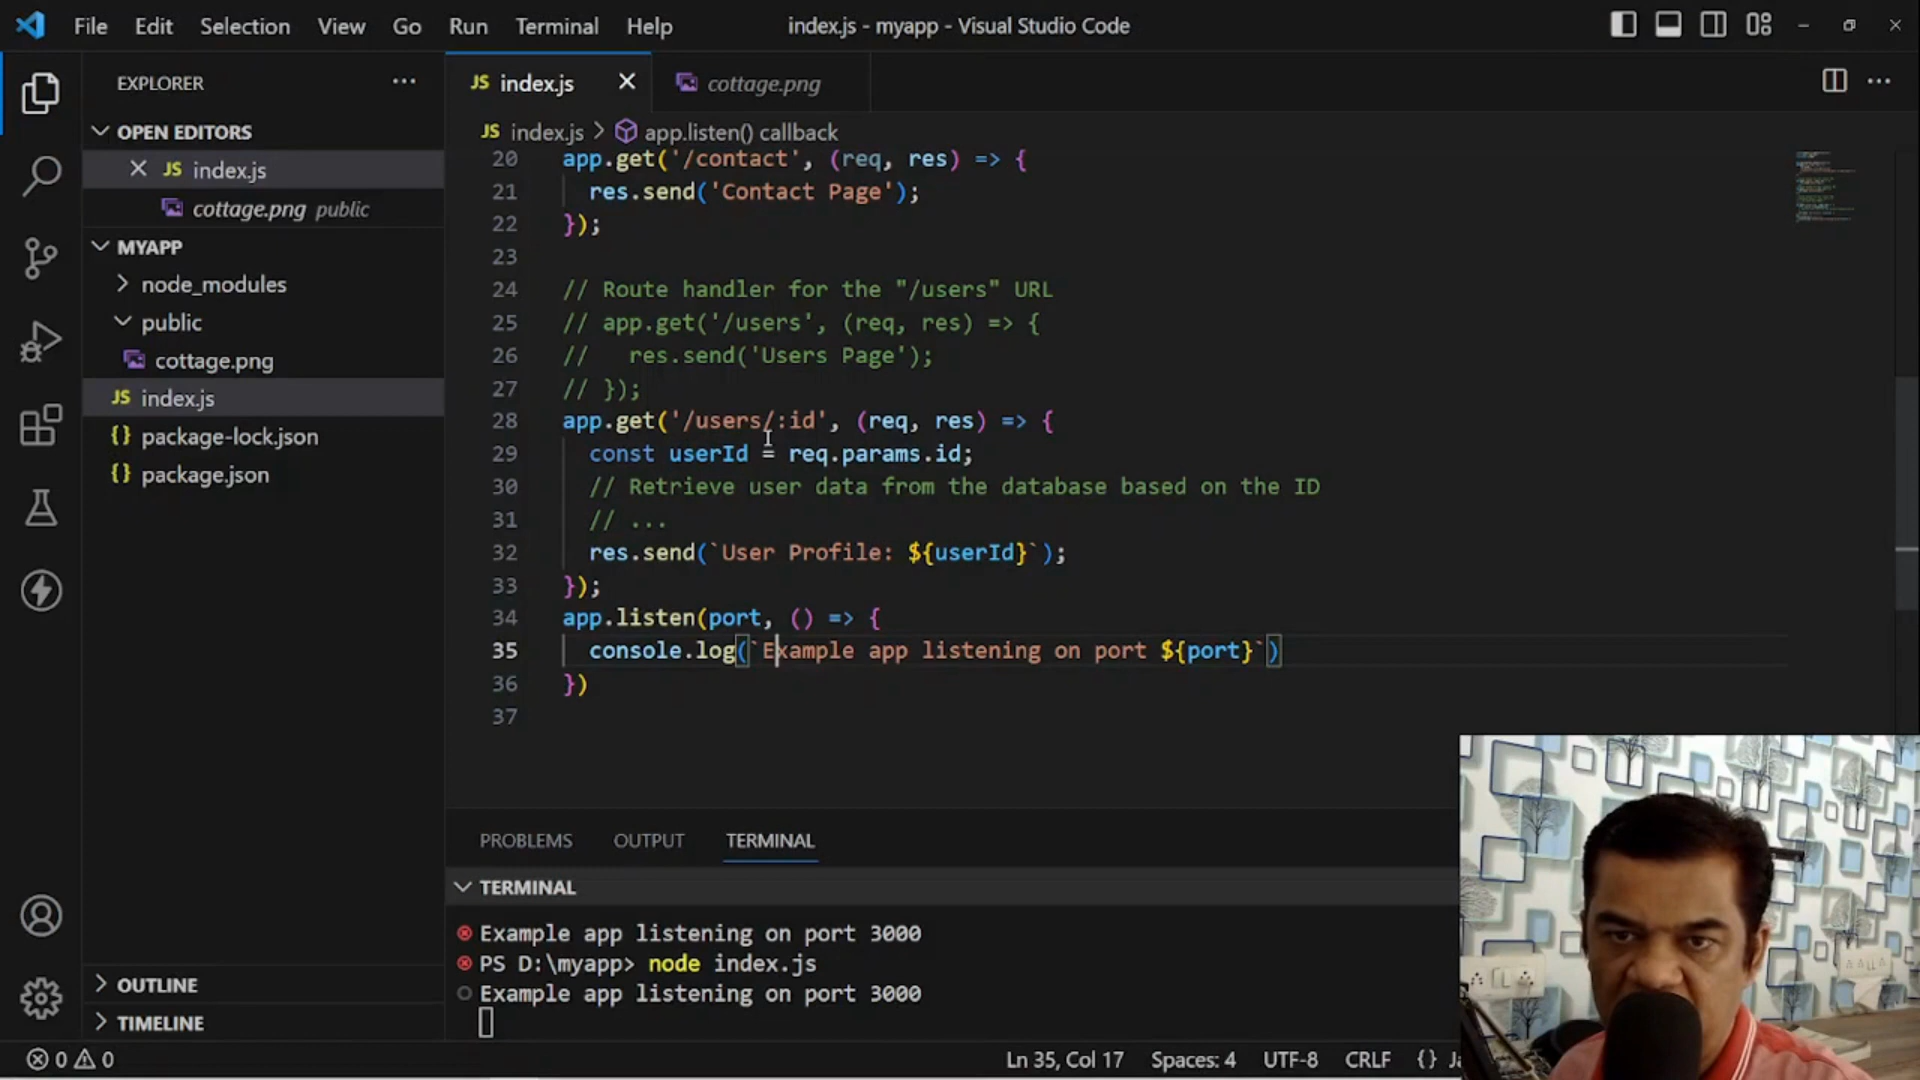 File Edit Selection View Go Run Terminal Help
index.js - myapp - Visual Studio Code
EXPLORER
OPEN EDITORS
JS index.js
cottage.png public
MYAPP
node_modules
public
cottage.png
JS index.js
{} package-lock.json
{} package.json
OUTLINE
TIMELINE
JS index.js
cottage.png
JS index.js > app.listen() callback
20 app.get('/contact', (req, res) => {
21 res.send('Contact Page');
22 });
23
24 // Route handler for the "/users" URL
25 // app.get('/users', (req, res) => {
26 //   res.send('Users Page');
27 // });
28 app.get('/users/:id', (req, res) => {
29 const userId = req.params.id;
30 // Retrieve user data from the database based on the ID
31 // ...
32 res.send(`User Profile: ${userId}`);
33 });
34 app.listen(port, () => {
35 console.log(`Example app listening on port ${port}`)
36 })
37
PROBLEMS OUTPUT TERMINAL
TERMINAL
Example app listening on port 3000
PS D:\myapp> node index.js
Example app listening on port 3000
0 0
Ln 35, Col 17 Spaces: 4 UTF-8 CRLF {}